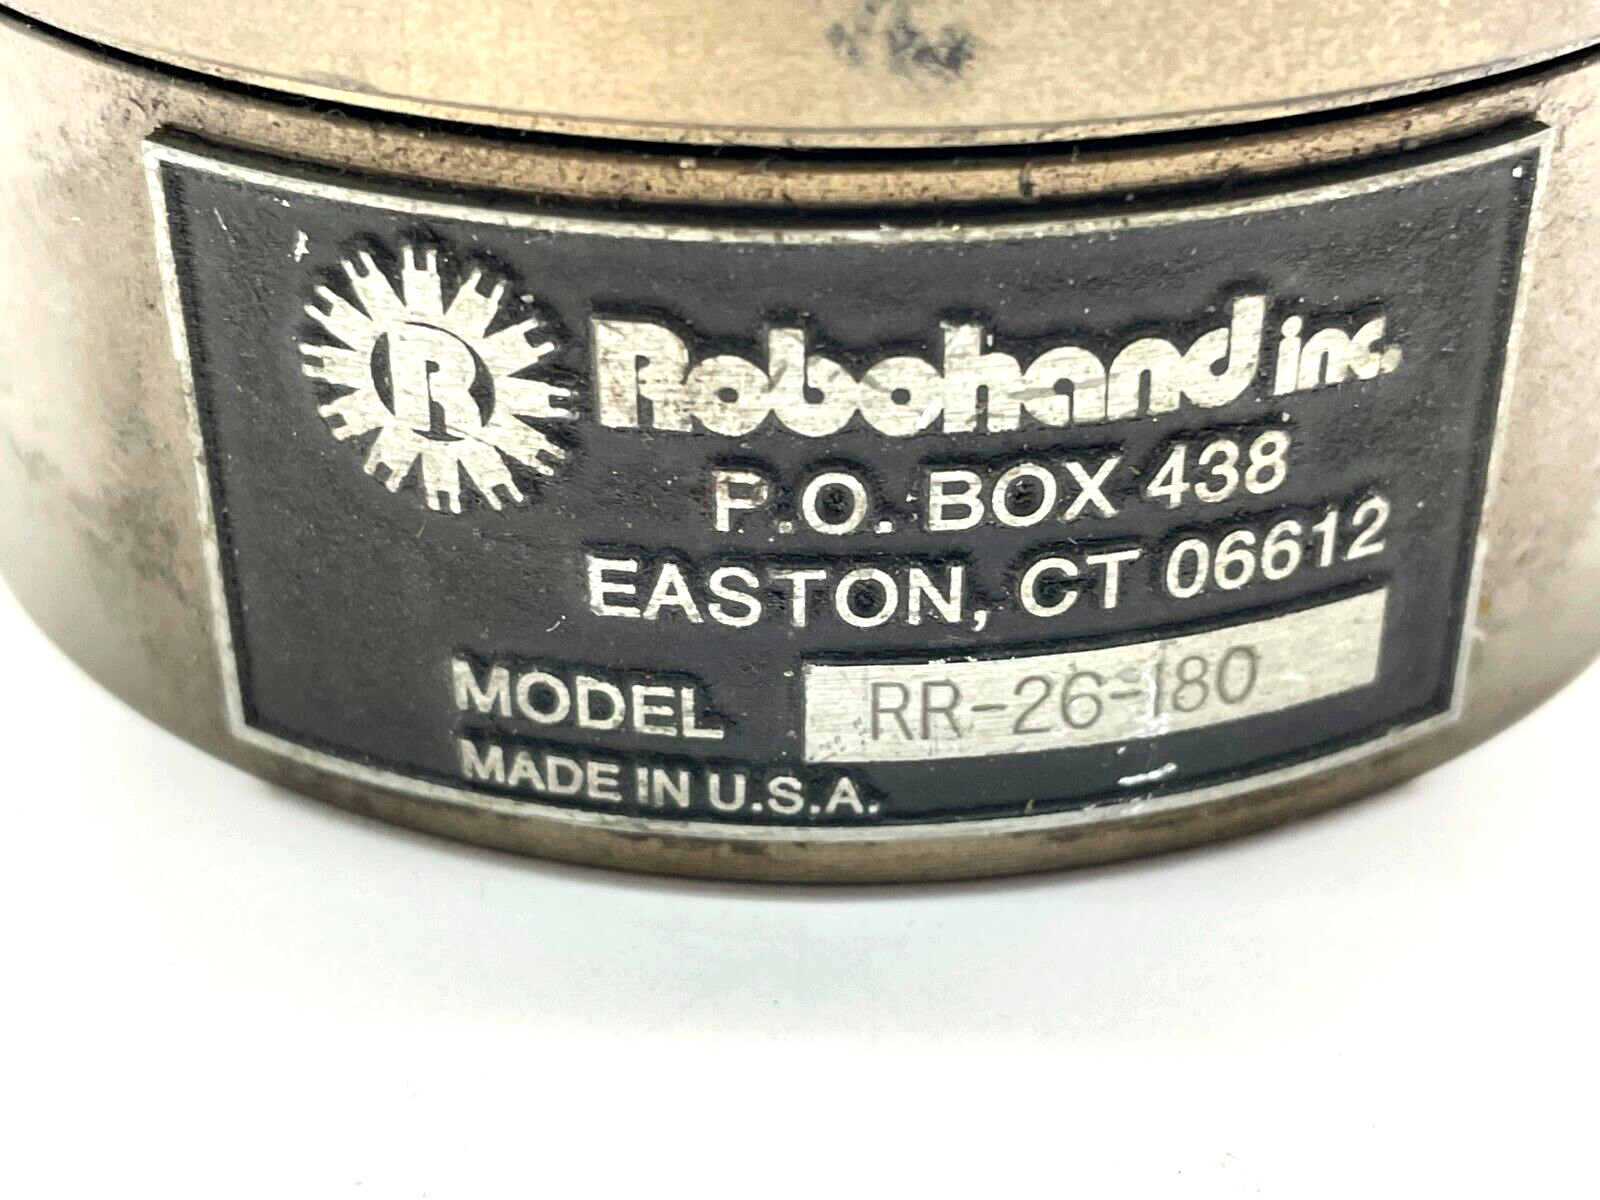 R Robohand inc.
P.O. BOX 438
EASTON, CT 06612
MODEL RR-26-180
MADE IN U.S.A.